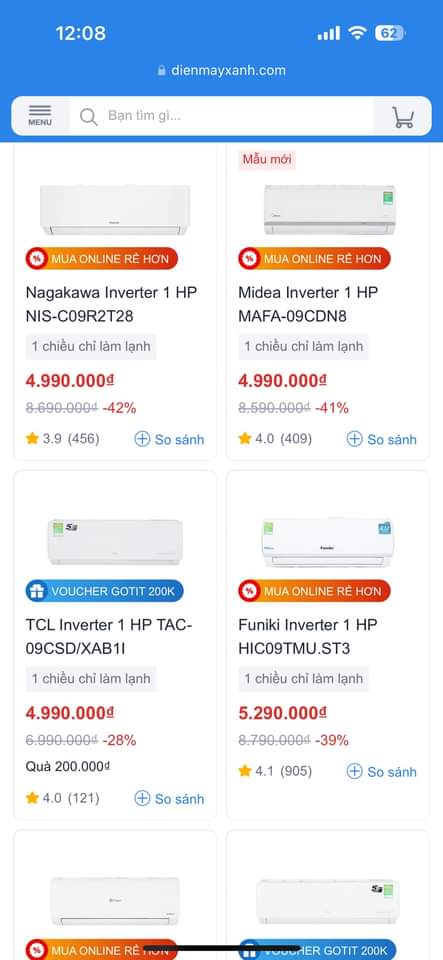 12:08
62
dienmayxanh.com
MENU
Bạn tìm gì...
MUA ONLINE RẺ HƠN
Nagakawa Inverter 1 HP
NIS-C09R2T28
1 chiều chỉ làm lạnh
4.990.000₫
8.690.000₫ -42%
3.9 (456)
So sánh
Mẫu mới
MUA ONLINE RẺ HƠN
Midea Inverter 1 HP
MAFA-09CDN8
1 chiều chỉ làm lạnh
4.990.000₫
8.590.000₫ -41%
4.0 (409)
So sánh
VOUCHER GOTIT 200K
TCL Inverter 1 HP TAC-
09CSD/XAB1I
1 chiều chỉ làm lạnh
4.990.000₫
6.990.000₫ -28%
Quà 200.000₫
4.0 (121)
So sánh
Funiki
MUA ONLINE RẺ HƠN
Funiki Inverter 1 HP
HIC09TMU.ST3
1 chiều chỉ làm lạnh
5.290.000₫
8.790.000₫ -39%
4.1 (905)
So sánh
MUA ONLINE RẺ HƠN
VOUCHER GOTIT 200K